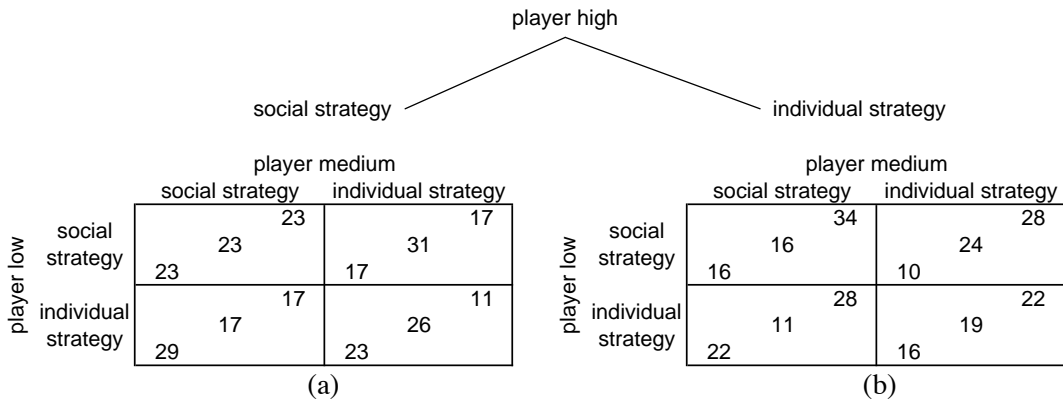 player high
social strategy
individual strategy
player medium
social strategy individual strategy
player low
social
strategy
23
23
23
17
31
17
individual
strategy
17
17
29
11
26
23
(a)
player medium
social strategy individual strategy
player low
social
strategy
34
16
16
28
24
10
individual
strategy
28
11
22
22
19
16
(b)